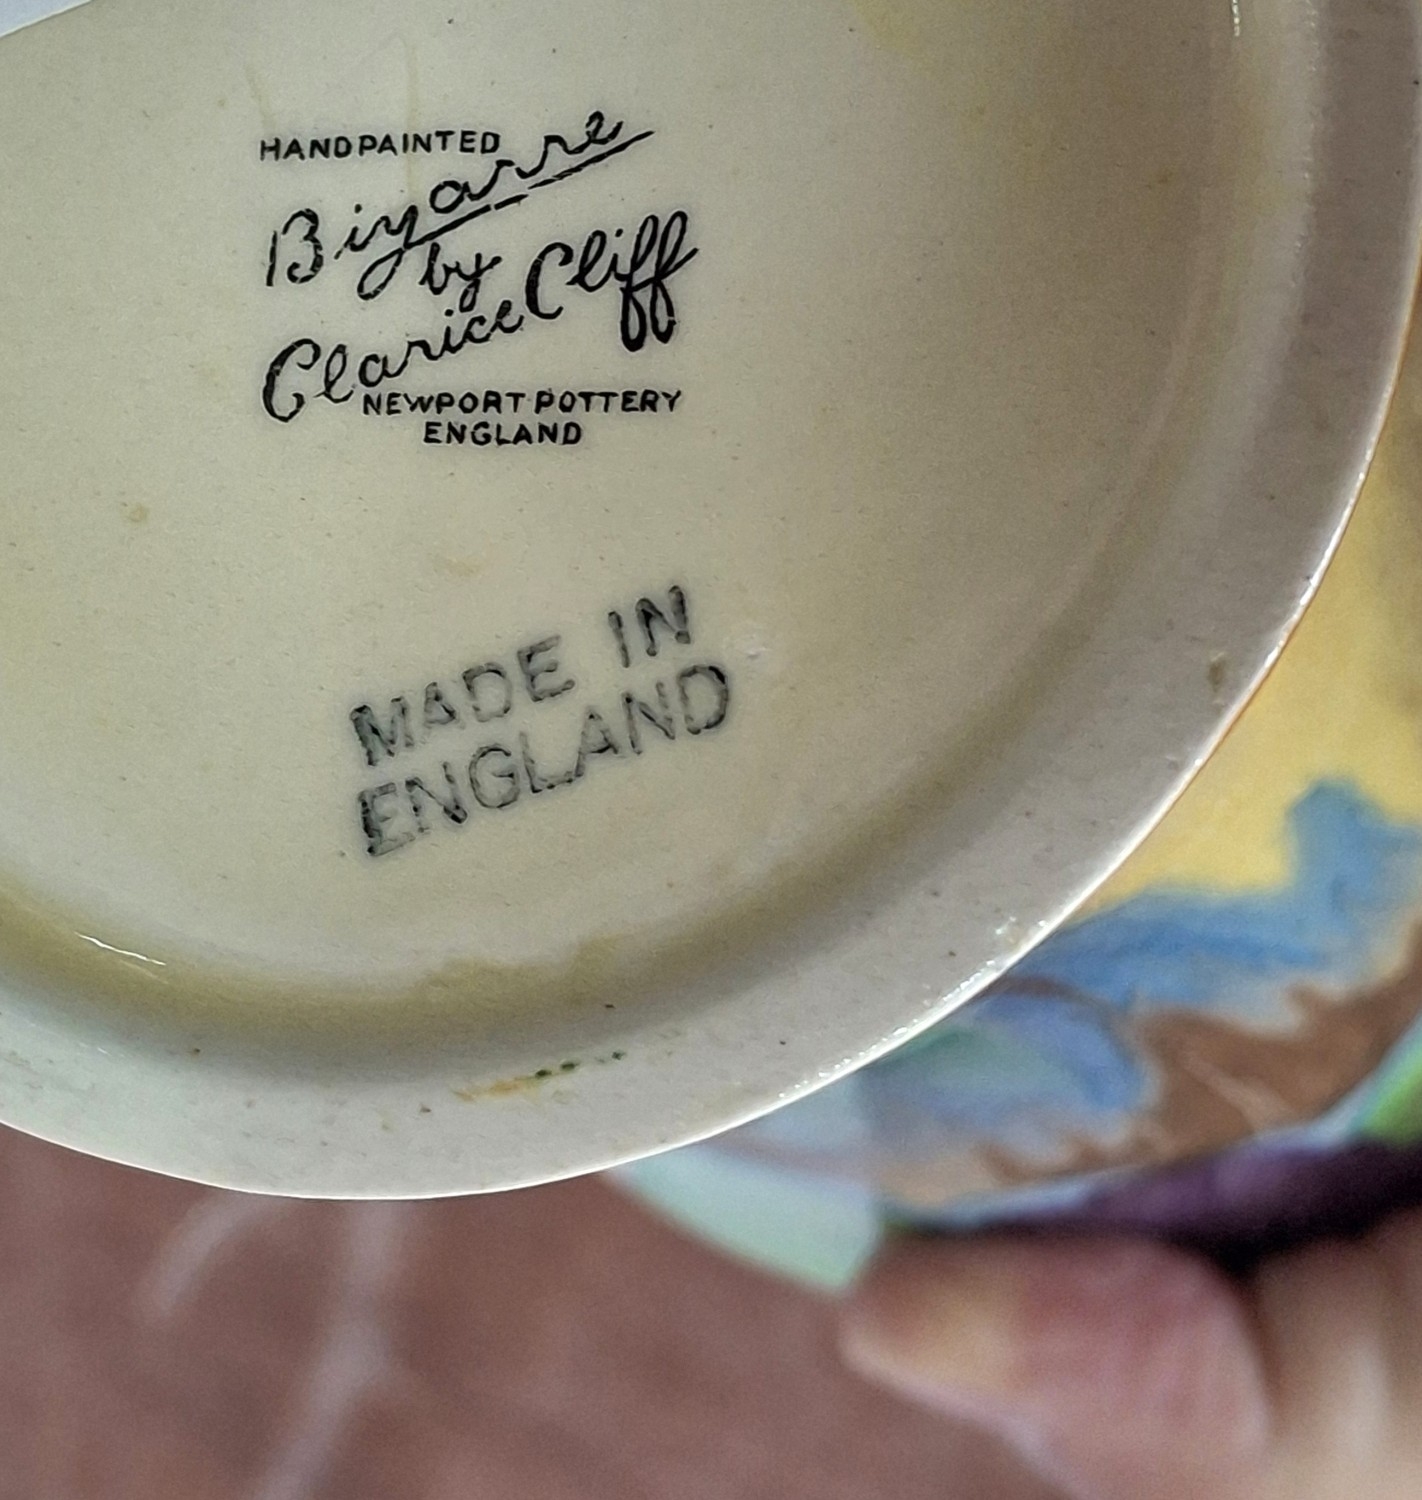 HANDPAINTED
Bizarre
by
Clarice Cliff
NEWPORT POTTERY
ENGLAND
MADE IN
ENGLAND